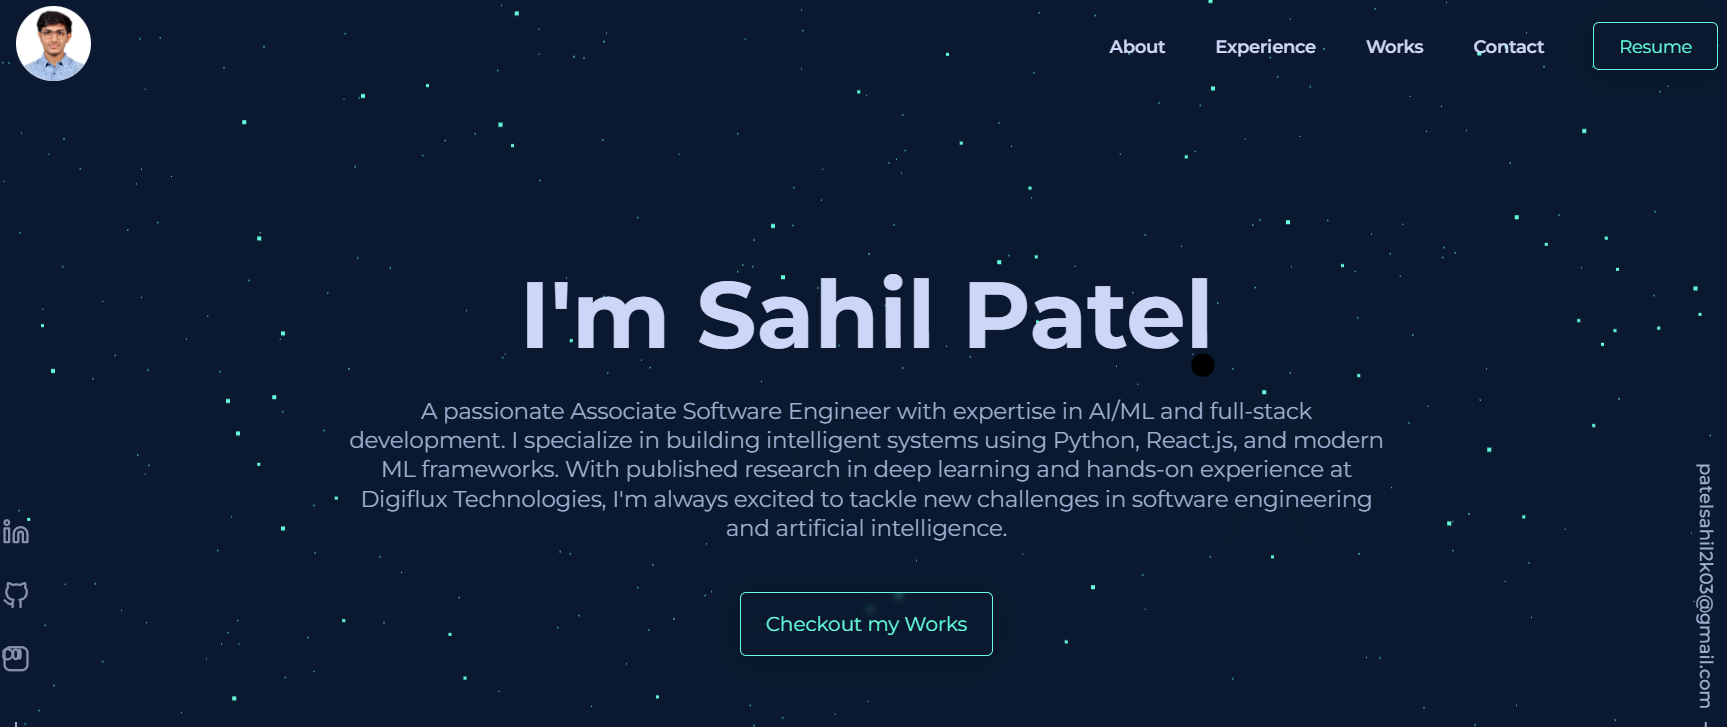 About
Experience
Works
Contact
Resume
I'm Sahil Patel
A passionate Associate Software Engineer with expertise in AI/ML and full-stack
development. I specialize in building intelligent systems using Python, React.js, and modern
ML frameworks. With published research in deep learning and hands-on experience at
Digiflux Technologies, I'm always excited to tackle new challenges in software engineering
and artificial intelligence.
Checkout my Works
patelsahil2k03@gmail.com